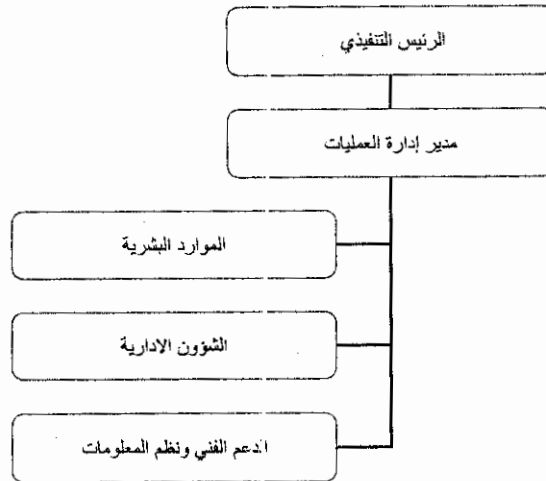 الرئيس التنفيذي
مدير إدارة العمليات
الموارد البشرية
الشؤون الادارية
الدعم الفني ونظم المعلومات